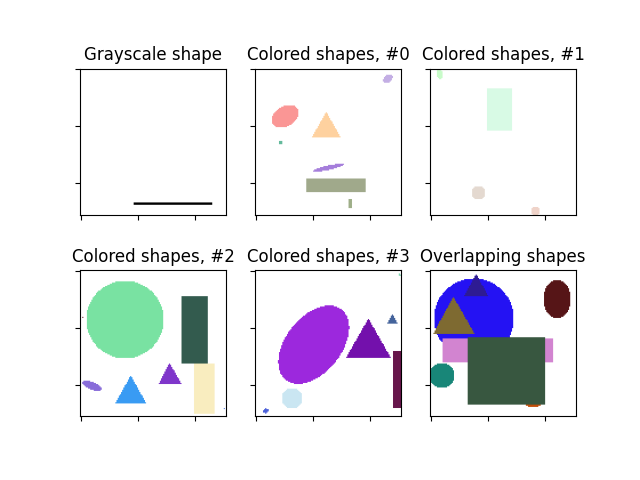 Grayscale shape
Colored shapes, #0
Colored shapes, #1
Colored shapes, #2
Colored shapes, #3
Overlapping shapes